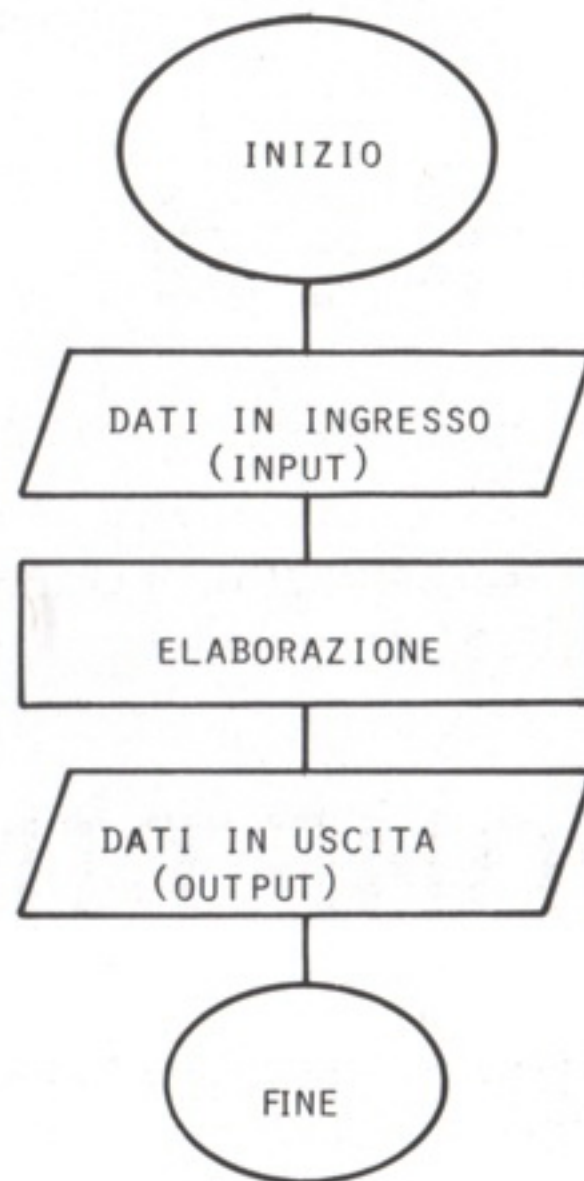 INIZIO
DATI IN INGRESSO
(INPUT)
ELABORAZIONE
DATI IN USCITA
(OUTPUT)
FINE